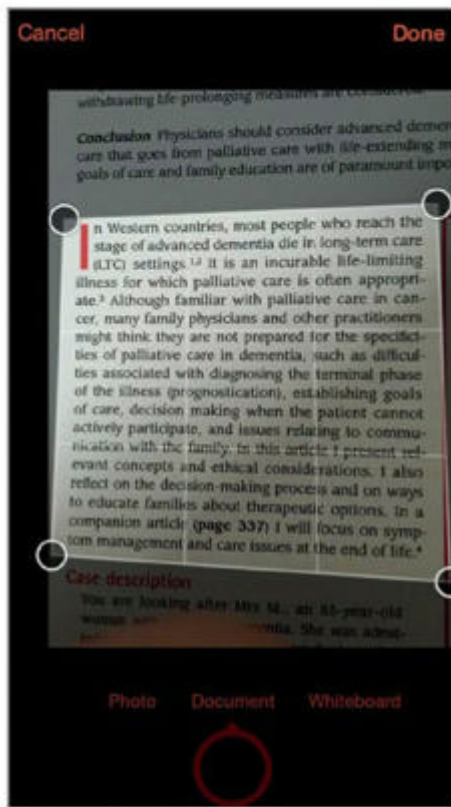 Cancel
Done
withdrawing life-prolonging measures are considered.
Conclusion Physicians should consider advanced
care that goes from palliative care with life-extending
goals of care and family education are of paramount
In Western countries, most people who reach the
stage of advanced dementia die in long-term care
(LTC) settings.¹,² It is an incurable life-limiting
illness for which palliative care is often appropri-
ate.³ Although familiar with palliative care in can-
cer, many family physicians and other practitioners
might think they are not prepared for the specifici-
ties of palliative care in dementia, such as difficul-
ties associated with diagnosing the terminal phase
of the illness (prognostication), establishing goals
of care, decision making when the patient cannot
actively participate, and issues relating to commu-
nication with the family. In this article I present rel-
evant concepts and ethical considerations. I also
reflect on the decision-making process and on ways
to educate families about therapeutic options. In a
companion article (page 337) I will focus on symp-
tom management and care issues at the end of life.⁴
Case description
You are looking after Mrs M., an 83-year-old
woman She was admit-
Photo
Document
Whiteboard